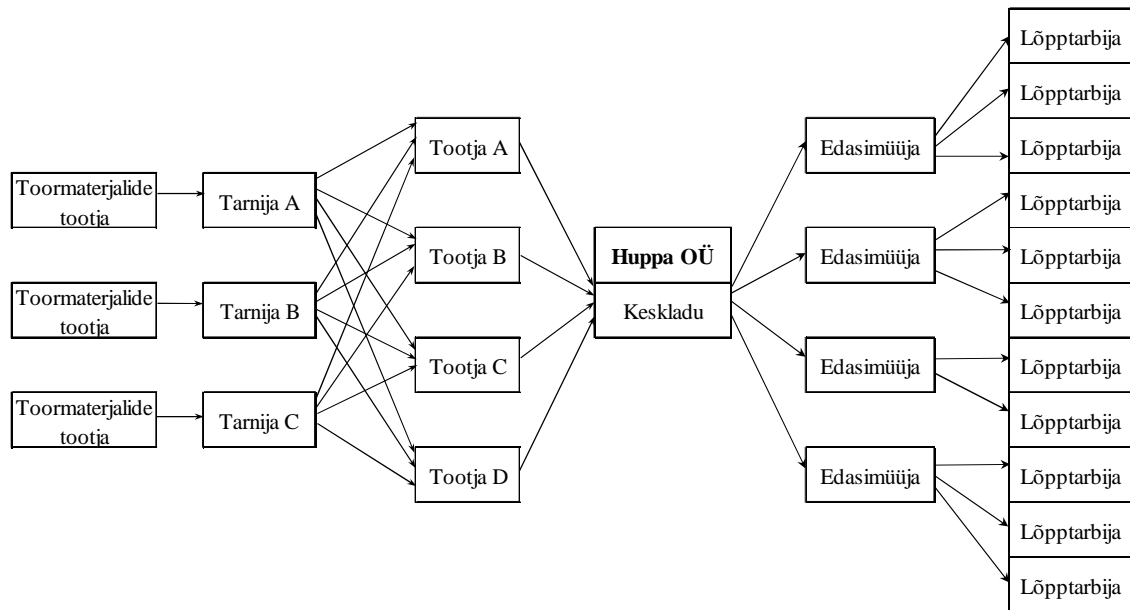 Toormaterjalide
tootja
Toormaterjalide
tootja
Toormaterjalide
tootja
Tarnija A
Tarnija B
Tarnija C
Tootja A
Tootja B
Tootja C
Tootja D
Huppa OÜ
Keskladu
Edasimüüja
Edasimüüja
Edasimüüja
Edasimüüja
Lõpptarbija
Lõpptarbija
Lõpptarbija
Lõpptarbija
Lõpptarbija
Lõpptarbija
Lõpptarbija
Lõpptarbija
Lõpptarbija
Lõpptarbija
Lõpptarbija